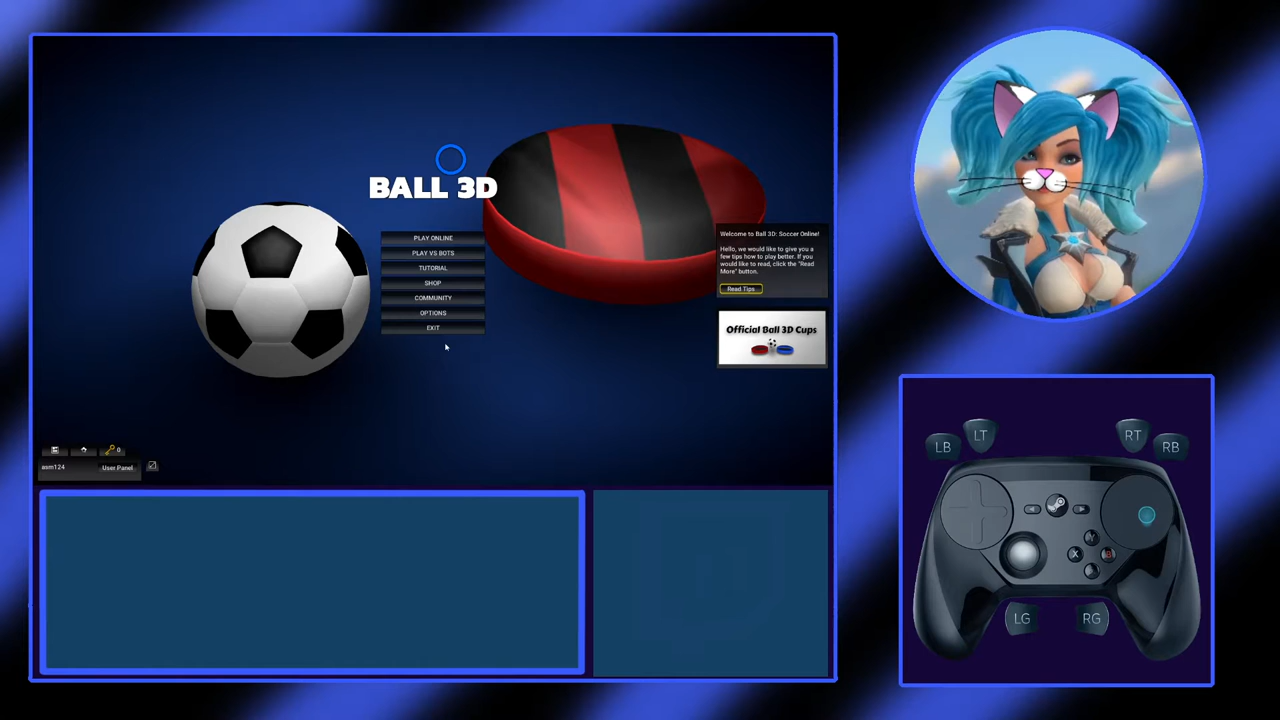 BALL 3D
PLAY ONLINE
PLAY VS BOTS
TUTORIAL
SHOP
COMMUNITY
OPTIONS
EXIT
Welcome to Ball 3D: Soccer Online!
Hello, we would like to give you a
few tips how to play better. If you
would like to read, click the "Read
More" button.
Read Tips
Official Ball 3D Cups
0
asm124
User Panel
LB
LT
RT
RB
Y
X
B
A
LG
RG